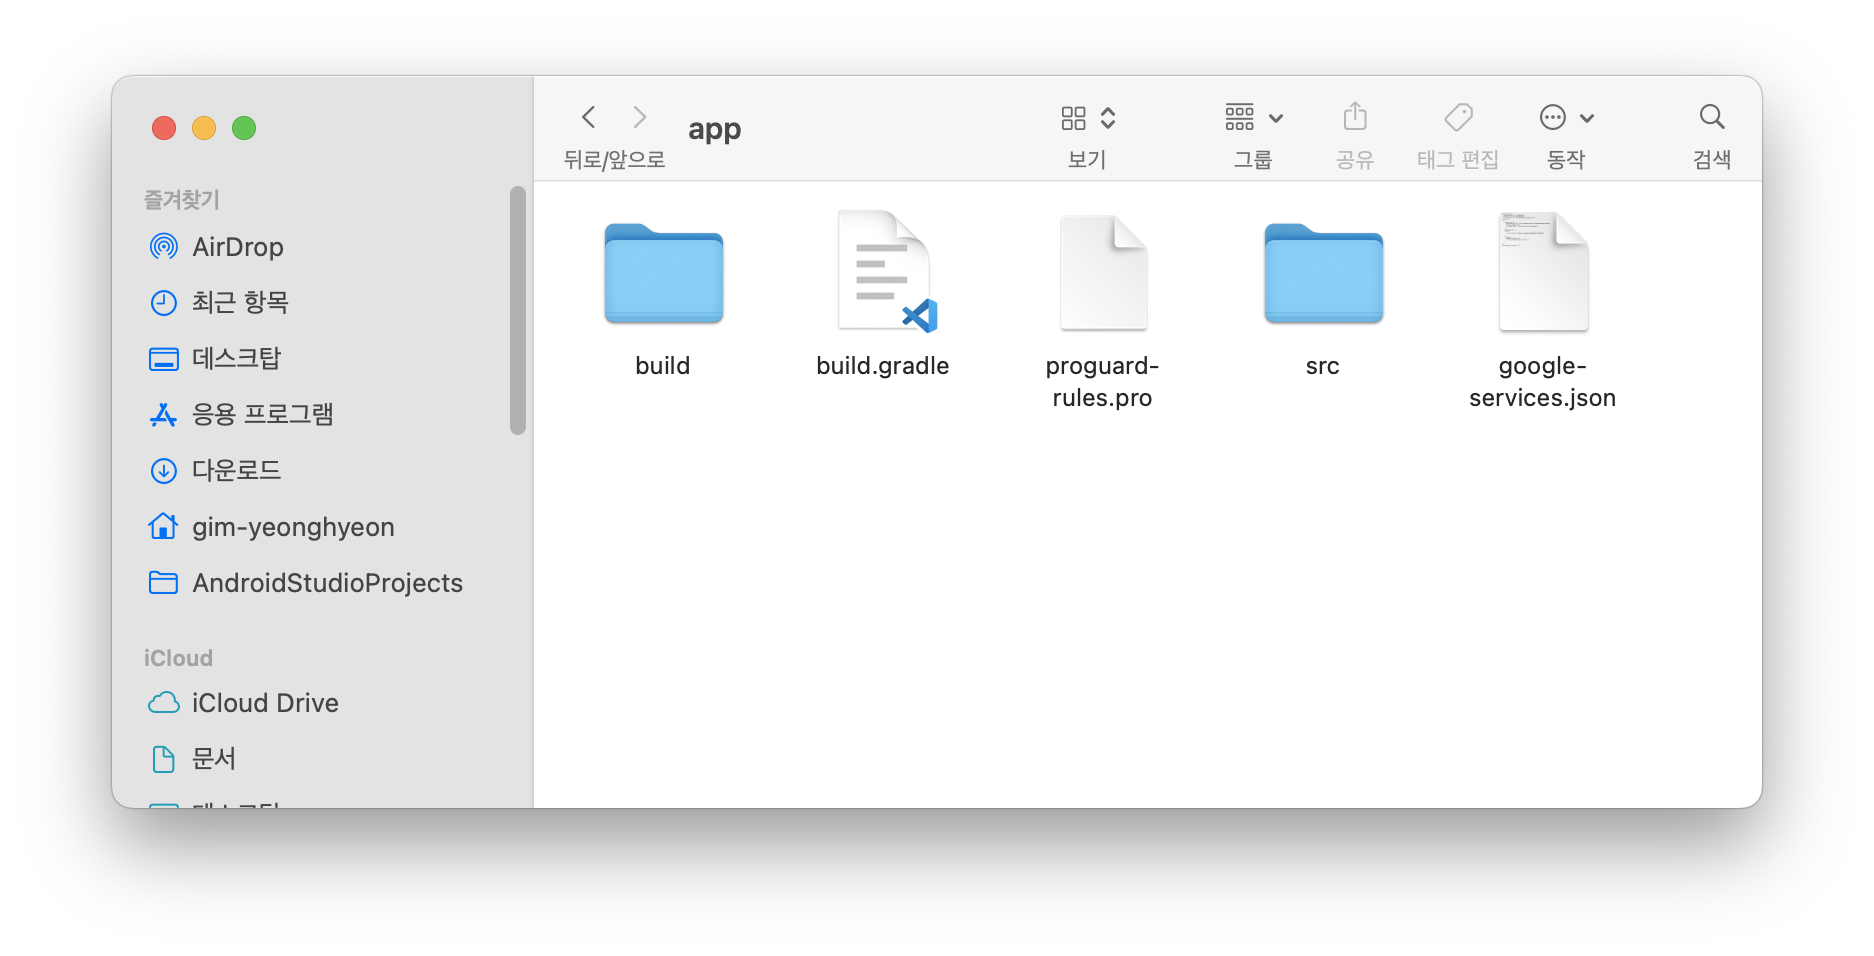 app
뒤로/앞으로
보기
그룹
공유
태그 편집
동작
검색
즐겨찾기
AirDrop
최근 항목
데스크탑
응용 프로그램
다운로드
gim-yeonghyeon
AndroidStudioProjects
iCloud
iCloud Drive
문서
build
build.gradle
proguard-
rules.pro
src
google-
services.json